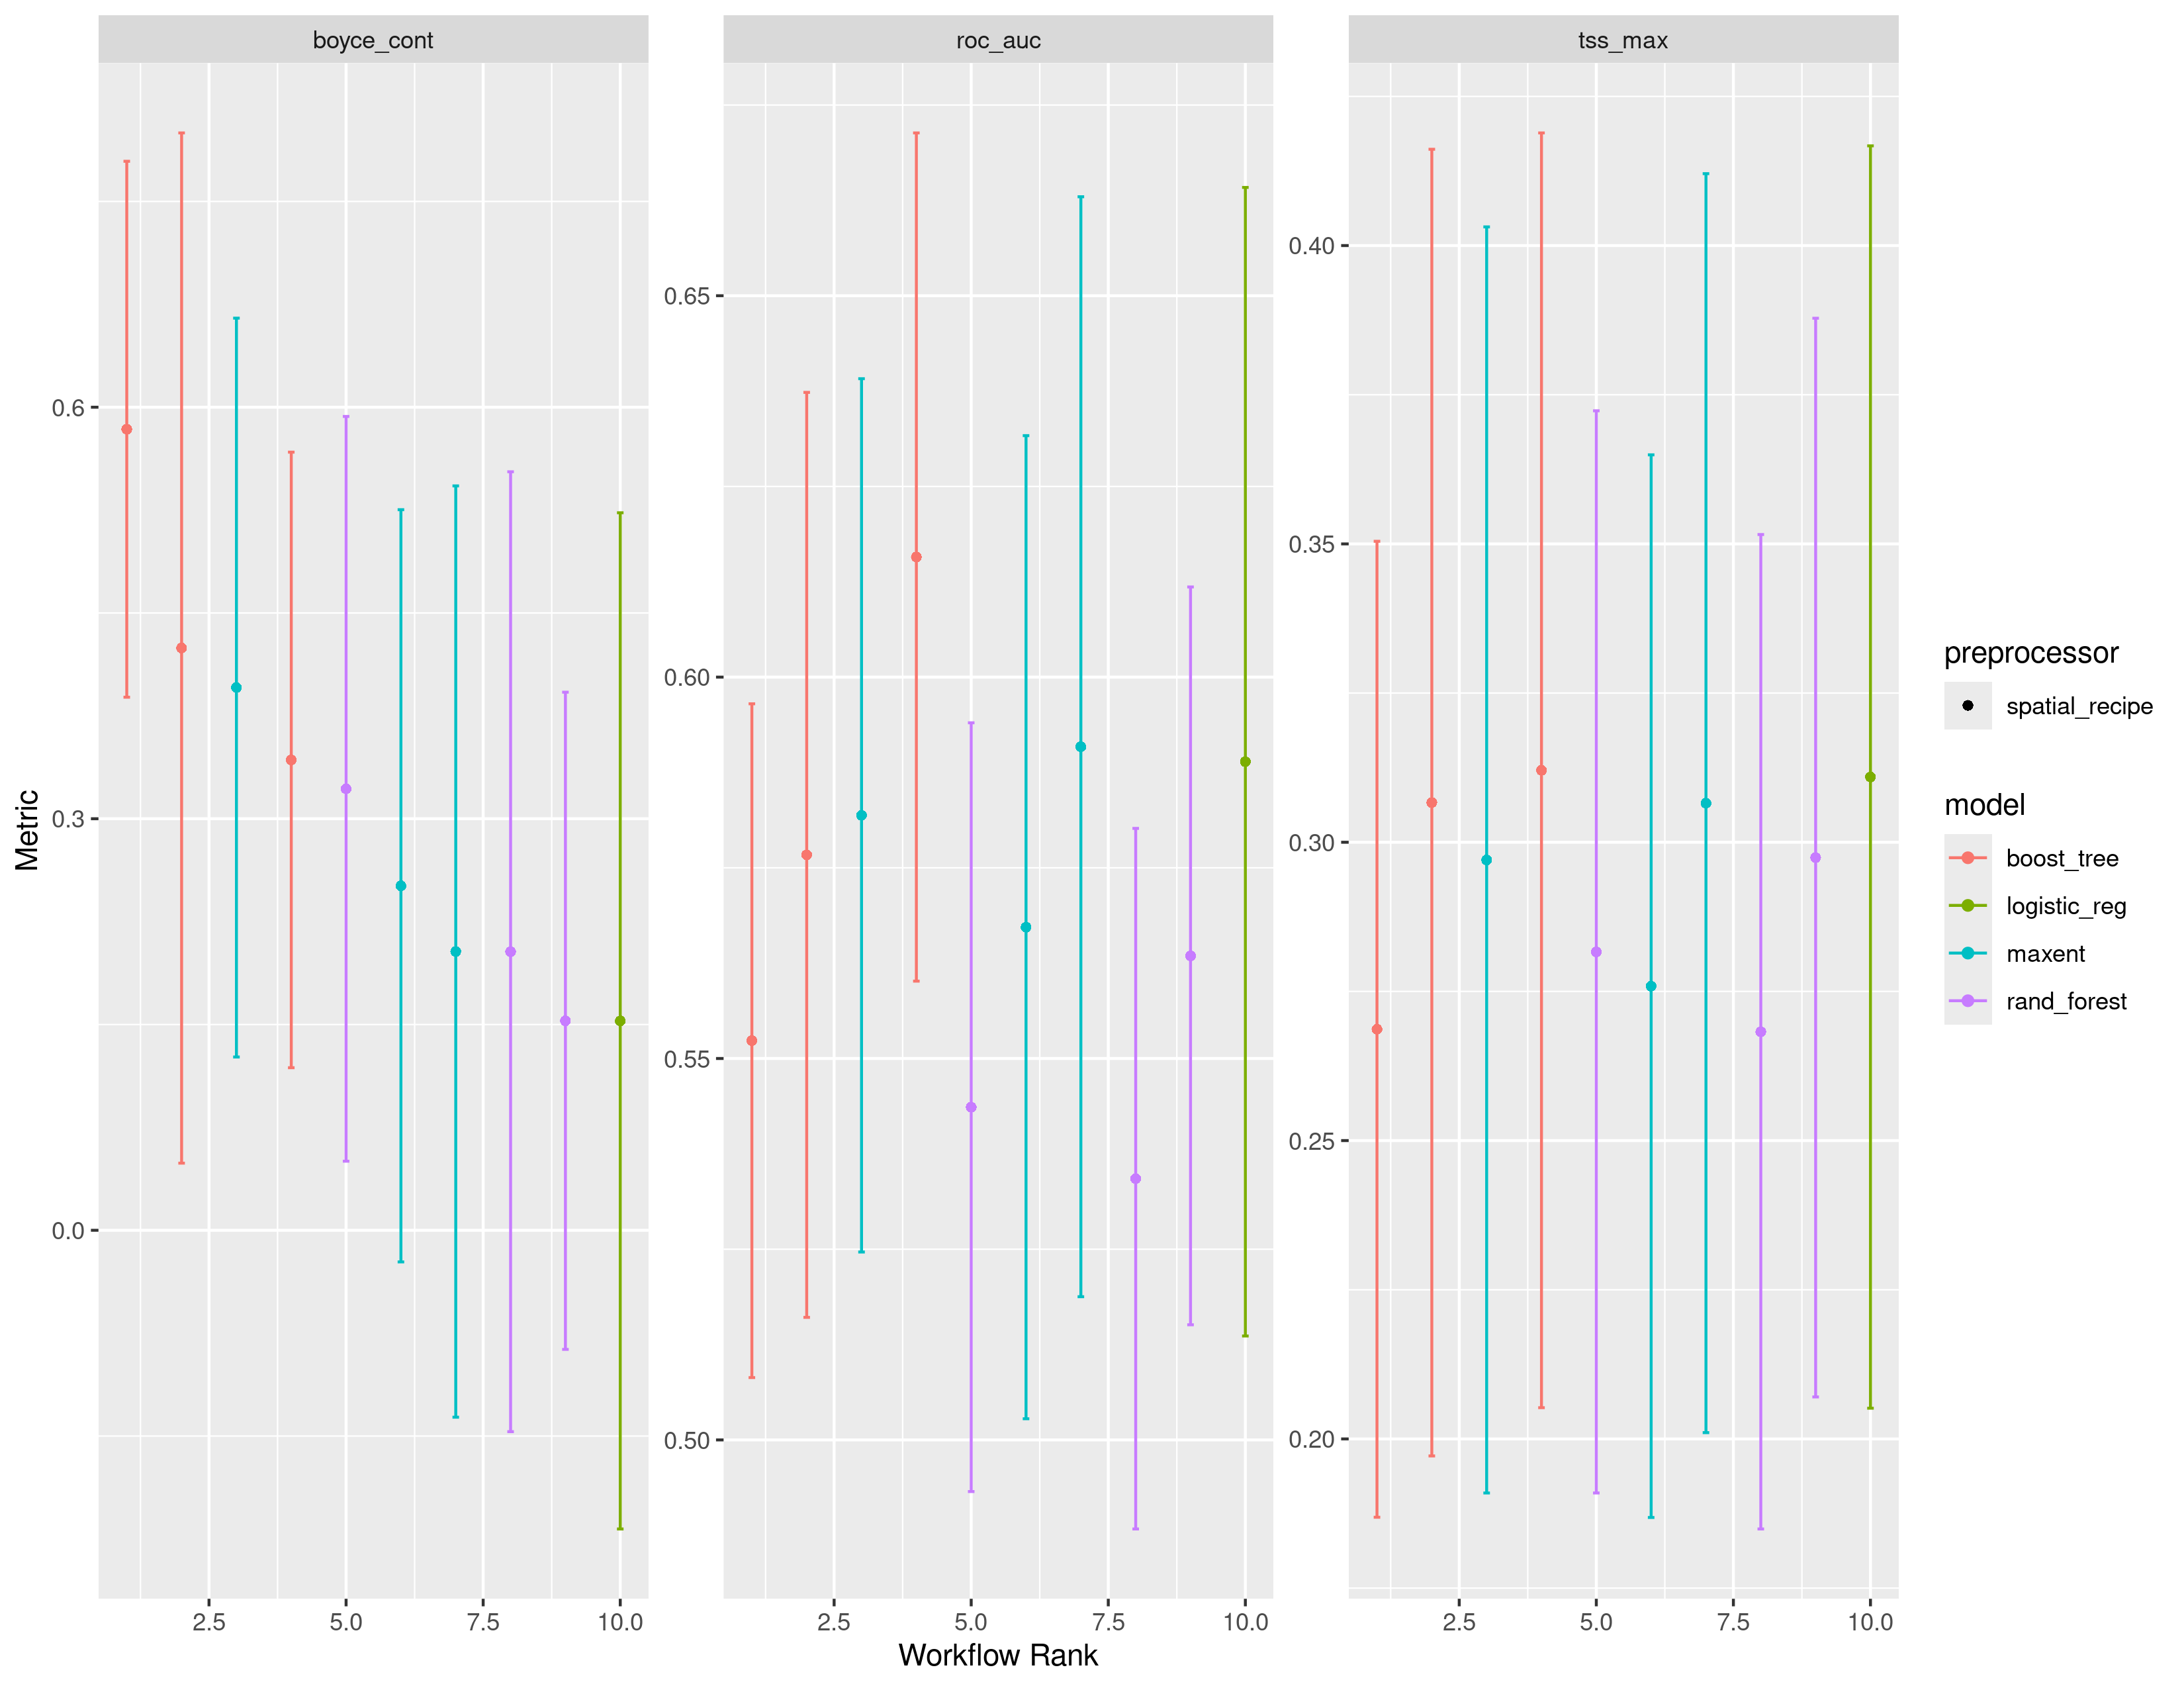 boyce_cont
roc_auc
tss_max
Metric
0.6
0.3
0.0
0.65
0.60
0.55
0.50
0.40
0.35
0.30
0.25
0.20
2.5 5.0 7.5 10.0
2.5 5.0 7.5 10.0
2.5 5.0 7.5 10.0
Workflow Rank
preprocessor
spatial_recipe
model
boost_tree
logistic_reg
maxent
rand_forest